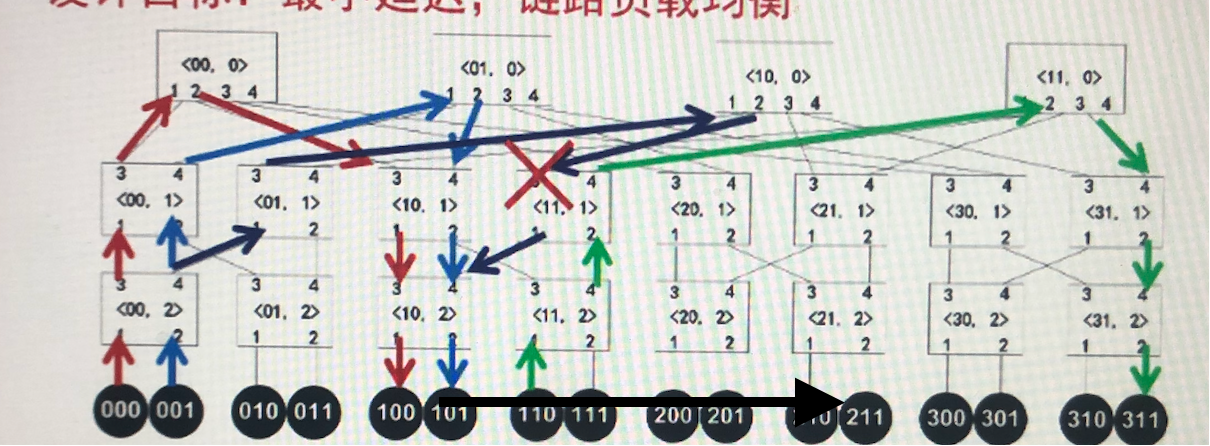 设计目标：最小延迟，链路负载均衡
<00, 0> <01, 0> <10, 0> <11, 0>
1 2 3 4 1 2 3 4 1 2 3 4 2 3 4
3 4 3 4 3 4 4 3 4 3 4 3 4 3 4
<00, 1> <01, 1> <10, 1> <11, 1> <20, 1> <21, 1> <30, 1> <31, 1>
2 1 2 2 1 2 1 2 1 2 1 2
3 4 3 4 3 4 3 4 3 4 3 4 3 4 3 4
<00, 2> <01, 2> <10, 2> <11, 2> <20, 2> <21, 2> <30, 2> <31, 2>
2 1 2 1 2 1 2 1 2 1 2 1 2 1 2
000 001 010 011 100 101 110 111 200 201 211 300 301 310 311